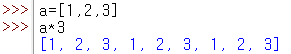 >>> a=[1,2,3]
>>> a*3
[1, 2, 3, 1, 2, 3, 1, 2, 3]